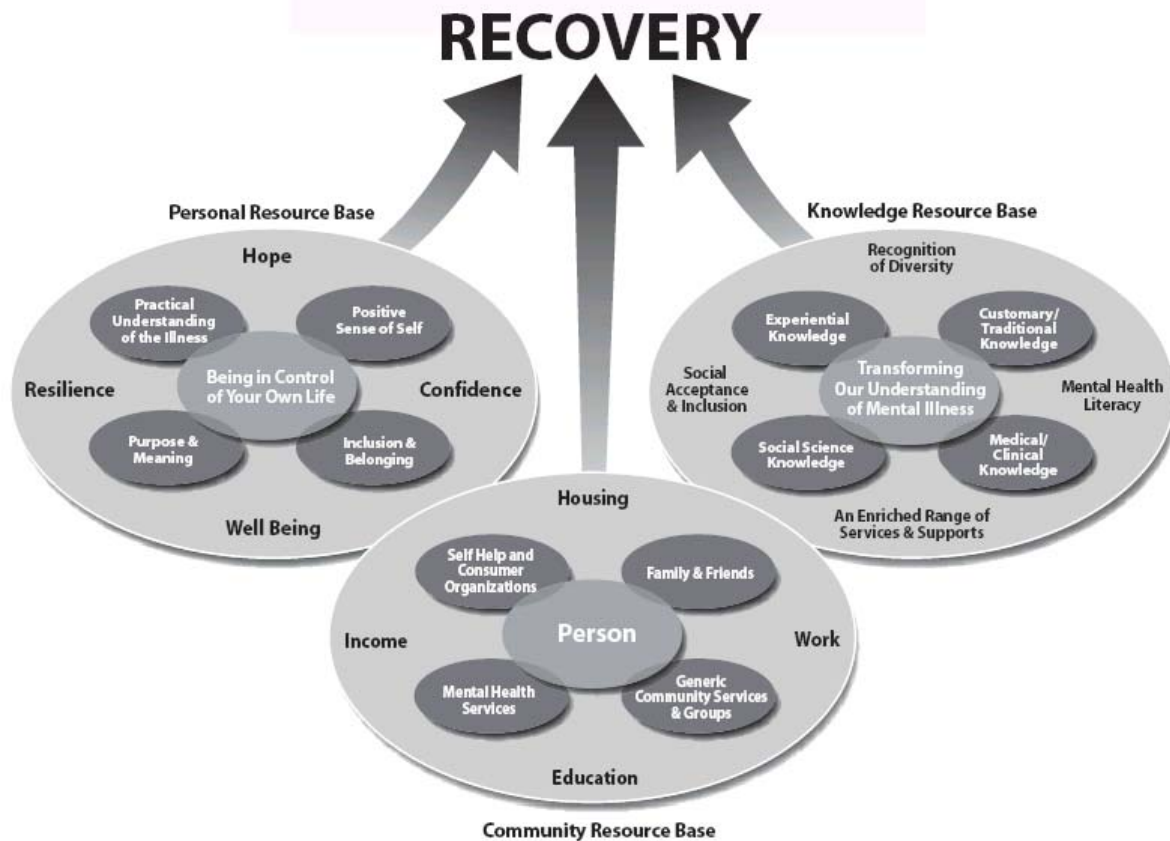 RECOVERY
Personal Resource Base
Hope
Practical
Understanding
of the Illness
Positive
Sense of Self
Resilience
Being in Control
of Your Own Life
Confidence
Purpose &
Meaning
Inclusion &
Belonging
Well Being
Knowledge Resource Base
Recognition
of Diversity
Experiential
Knowledge
Customary/
Traditional
Knowledge
Social
Acceptance
& Inclusion
Transforming
Our Understanding
of Mental Illness
Mental Health
Literacy
Social Science
Knowledge
Medical/
Clinical
Knowledge
An Enriched Range of
Services & Supports
Housing
Self Help and
Consumer
Organizations
Family & Friends
Income
Person
Work
Mental Health
Services
Generic
Community Services
& Groups
Education
Community Resource Base